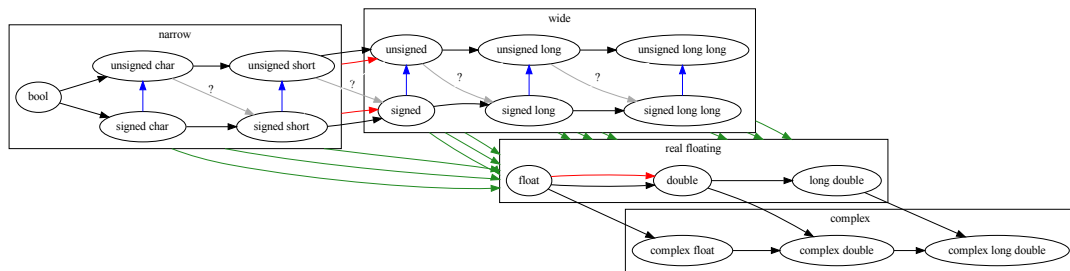 wide
narrow
unsigned
unsigned long
unsigned long long
unsigned char
unsigned short
?
?
?
?
bool
signed
signed long
signed long long
signed char
signed short
real floating
float
double
long double
complex
complex float
complex double
complex long double